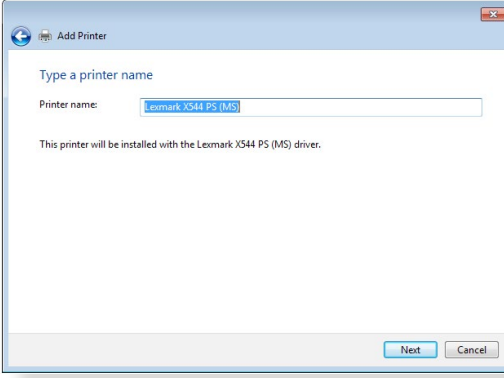 Add Printer
Type a printer name
Printer name: Lexmark X544 PS (MS)
This printer will be installed with the Lexmark X544 PS (MS) driver.
Next Cancel